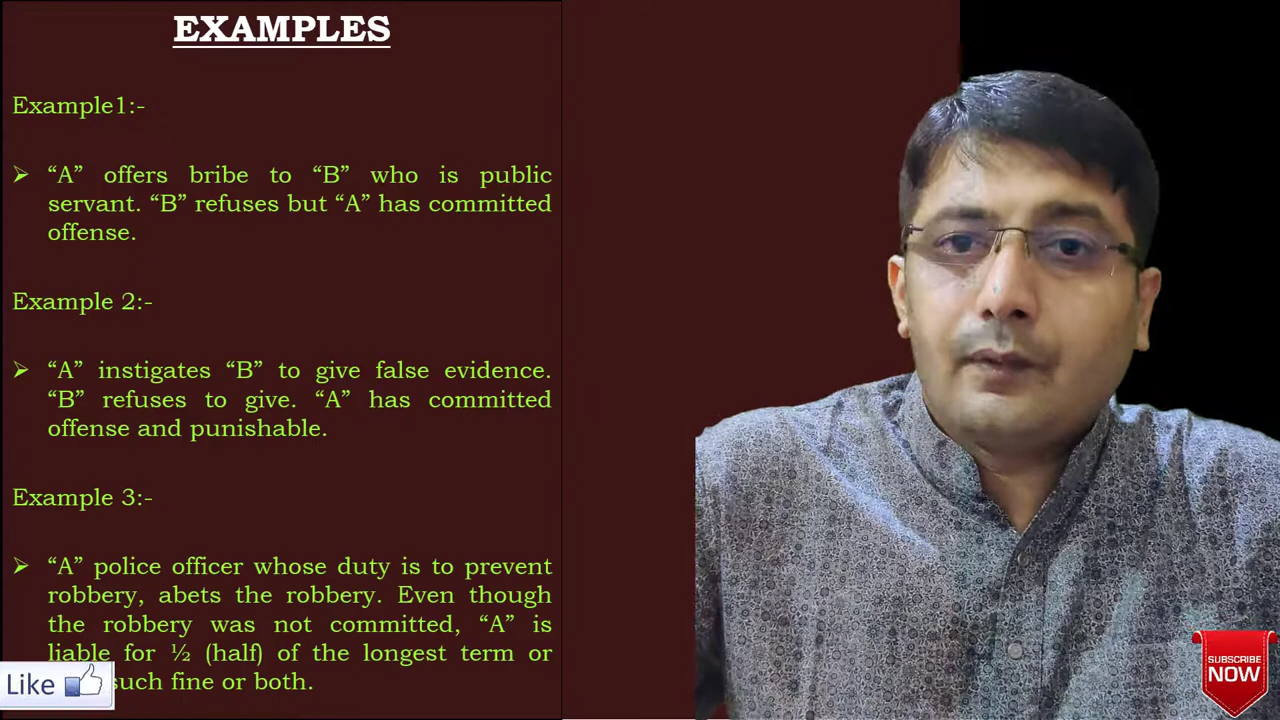 EXAMPLES
Example1:-
➢ “A” offers bribe to “B” who is public
servant. “B” refuses but “A” has committed
offense.
Example 2:-
➢ “A” instigates “B” to give false evidence.
“B” refuses to give. “A” has committed
offense and punishable.
Example 3:-
➢ “A” police officer whose duty is to prevent
robbery, abets the robbery. Even though
the robbery was not committed, “A” is
liable for ½ (half) of the longest term or
such fine or both.
Like
SUBSCRIBE
NOW